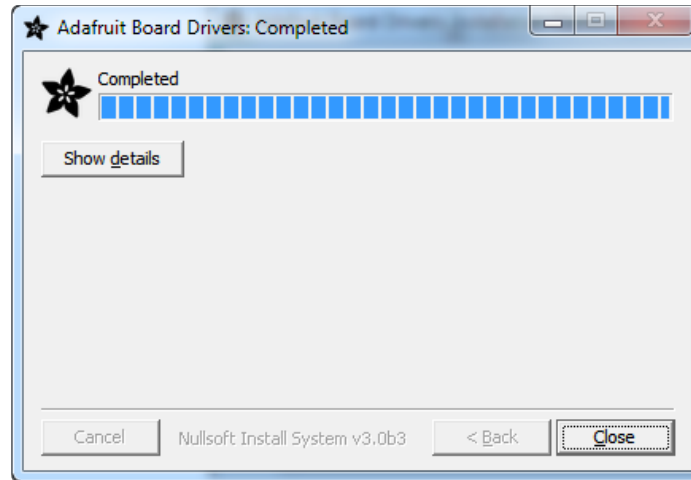 Adafruit Board Drivers: Completed
Completed
Show details
Cancel
Nullsoft Install System v3.0b3
< Back
Close